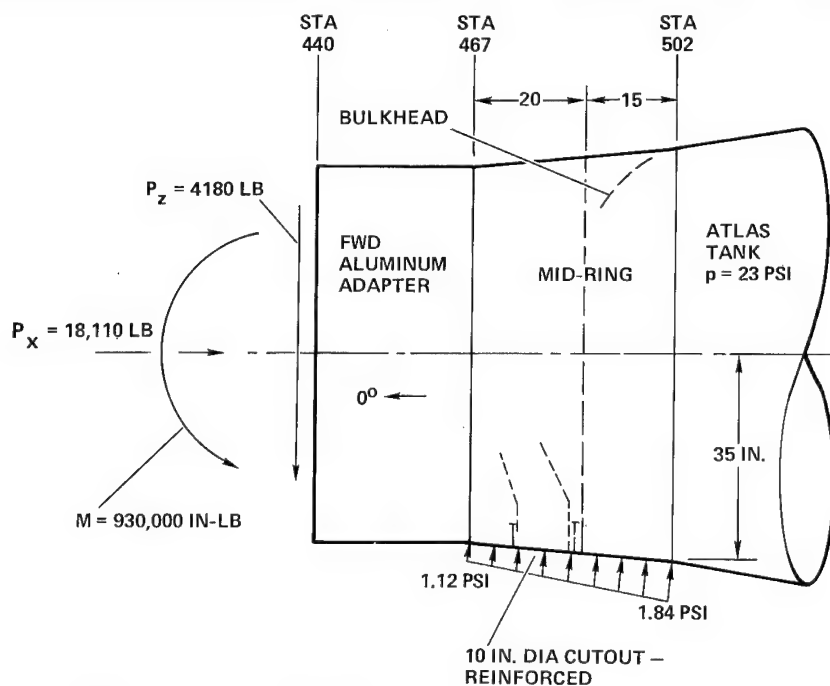 STA
440
STA
467
STA
502
20
15
BULKHEAD
P_z = 4180 LB
FWD
ALUMINUM
ADAPTER
MID-RING
ATLAS
TANK
p = 23 PSI
P_x = 18,110 LB
0°
35 IN.
M = 930,000 IN-LB
1.12 PSI
1.84 PSI
10 IN. DIA CUTOUT –
REINFORCED